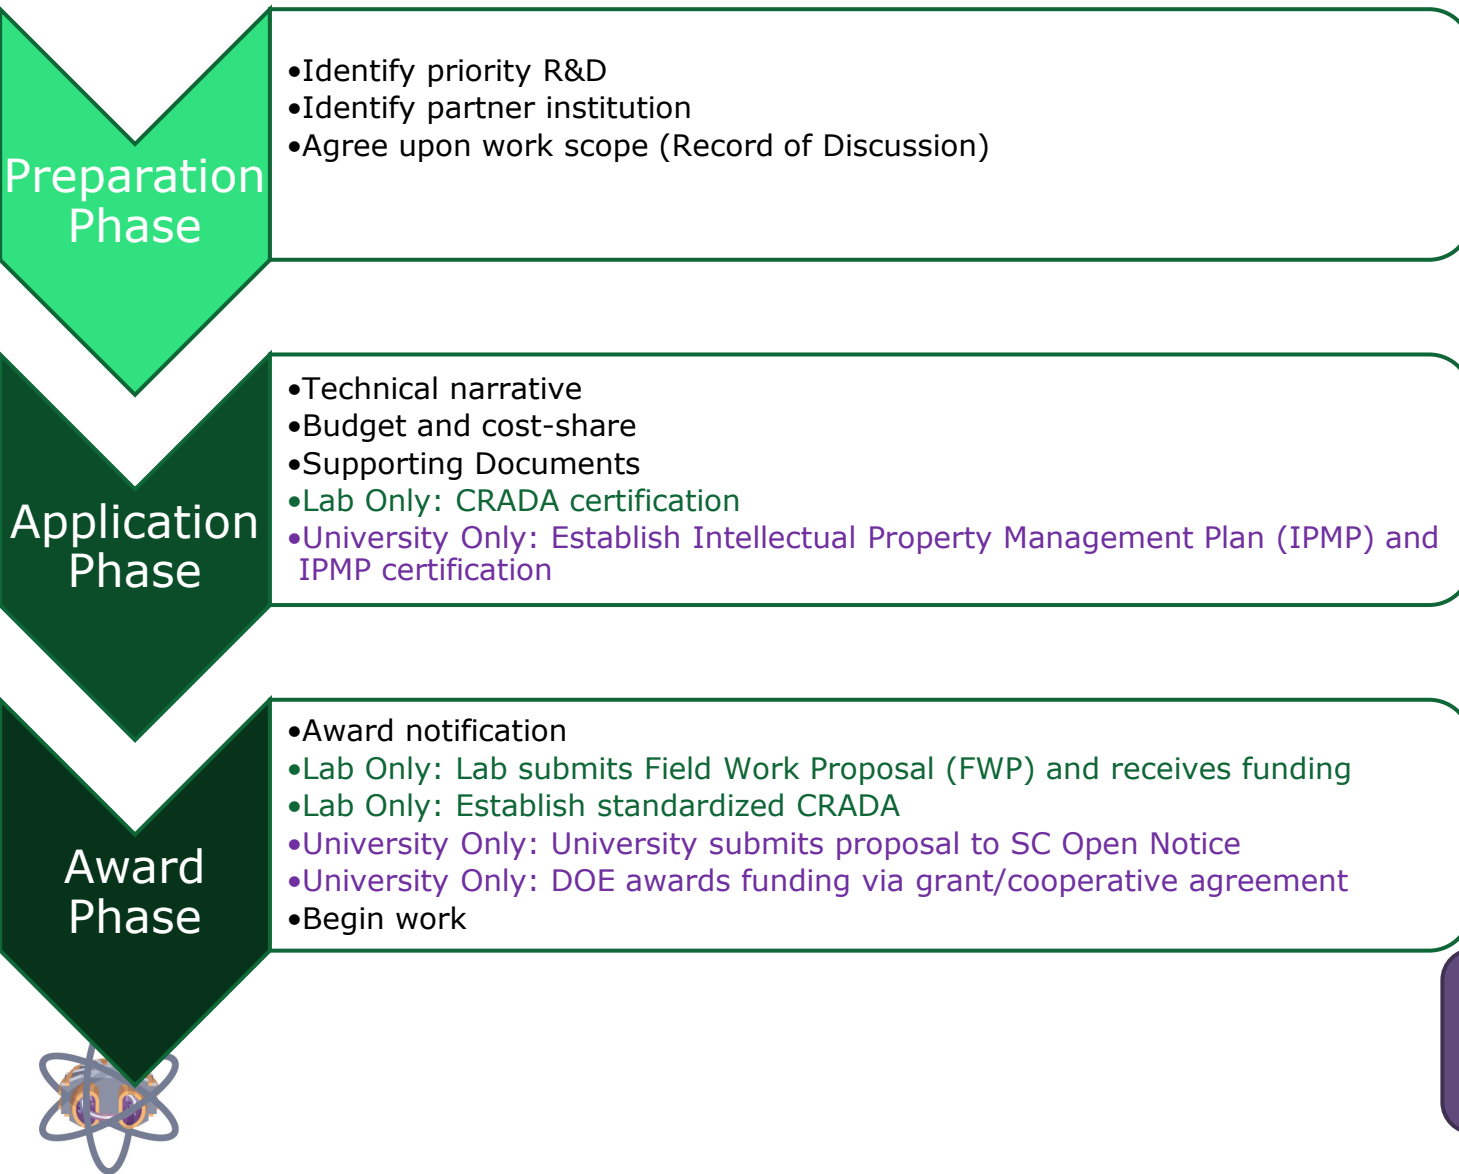 Preparation
Phase
•Identify priority R&D
•Identify partner institution
•Agree upon work scope (Record of Discussion)
Application
Phase
•Technical narrative
•Budget and cost-share
•Supporting Documents
•Lab Only: CRADA certification
•University Only: Establish Intellectual Property Management Plan (IPMP) and
IPMP certification
Award
Phase
•Award notification
•Lab Only: Lab submits Field Work Proposal (FWP) and receives funding
•Lab Only: Establish standardized CRADA
•University Only: University submits proposal to SC Open Notice
•University Only: DOE awards funding via grant/cooperative agreement
•Begin work